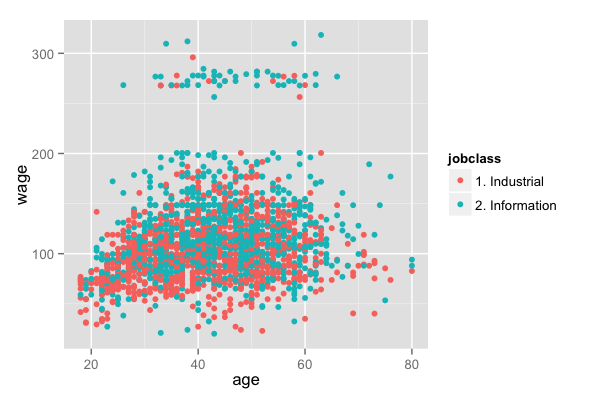 300
200
100
wage
20 40 60 80
age
jobclass
1. Industrial
2. Information